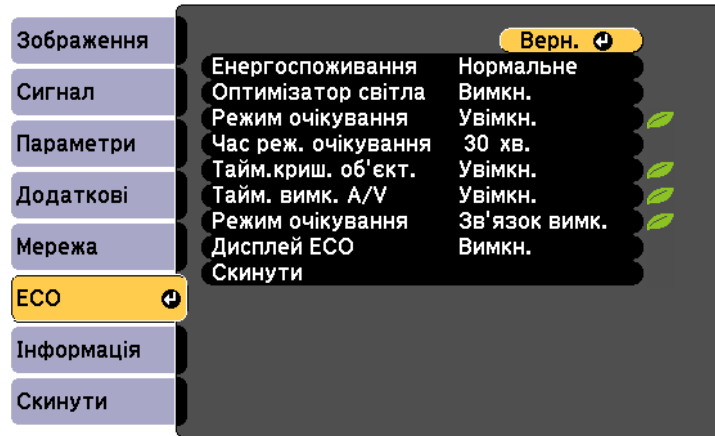 Зображення
Сигнал
Параметри
Додаткові
Мережа
ECO
Інформація
Скинути
Верн.
Енергоспоживання Нормальне
Оптимізатор світла Вимкн.
Режим очікування Увімкн.
Час реж. очікування 30 хв.
Тайм.криш. об'єкт. Увімкн.
Тайм. вимк. A/V Увімкн.
Режим очікування Зв'язок вимк.
Дисплей ECO Вимкн.
Скинути